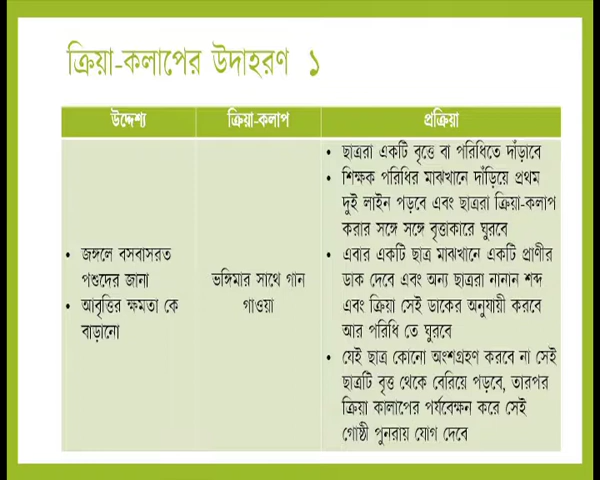 ক্রিয়া-কলাপের উদাহরণ ১
উদ্দেশ্য
ক্রিয়া-কলাপ
প্রক্রিয়া
• জঙ্গলে বসবাসরত
পশুদের জানা
• আবৃত্তির ক্ষমতা কে
বাড়ানো
ভঙ্গিমার সাথে গান
গাওয়া
• ছাত্ররা একটি বৃত্তে বা পরিধিতে দাঁড়াবে
• শিক্ষক পরিধির মাঝখানে দাঁড়িয়ে প্রথম
দুই লাইন পড়বে এবং ছাত্ররা ক্রিয়া-কলাপ
করার সঙ্গে সঙ্গে বৃত্তাকারে ঘুরবে
• এবার একটি ছাত্র মাঝখানে একটি প্রাণীর
ডাক দেবে এবং অন্য ছাত্ররা নানান শব্দ
এবং ক্রিয়া সেই ডাকের অনুযায়ী করবে
আর পরিধি তে ঘুরবে
• যেই ছাত্র কোনো অংশগ্রহণ করবে না সেই
ছাত্রটি বৃত্ত থেকে বেরিয়ে পড়বে, তারপর
ক্রিয়া কালাপের পর্যবেক্ষন করে সেই
গোষ্ঠী পুনরায় যোগ দেবে